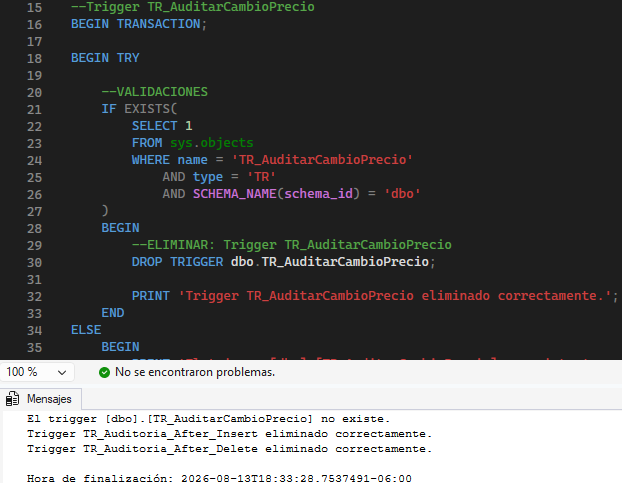 15 --Trigger TR_AuditarCambioPrecio
16 BEGIN TRANSACTION;
17
18 BEGIN TRY
19
20 --VALIDACIONES
21 IF EXISTS(
22 SELECT 1
23 FROM sys.objects
24 WHERE name = 'TR_AuditarCambioPrecio'
25 AND type = 'TR'
26 AND SCHEMA_NAME(schema_id) = 'dbo'
27 )
28 BEGIN
29 --ELIMINAR: Trigger TR_AuditarCambioPrecio
30 DROP TRIGGER dbo.TR_AuditarCambioPrecio;
31
32 PRINT 'Trigger TR_AuditarCambioPrecio eliminado correctamente.';
33 END
34 ELSE
35 BEGIN
100 % No se encontraron problemas.
Mensajes
El trigger [dbo].[TR_AuditarCambioPrecio] no existe.
Trigger TR_Auditoria_After_Insert eliminado correctamente.
Trigger TR_Auditoria_After_Delete eliminado correctamente.
Hora de finalización: 2026-08-13T18:33:28.7537491-06:00